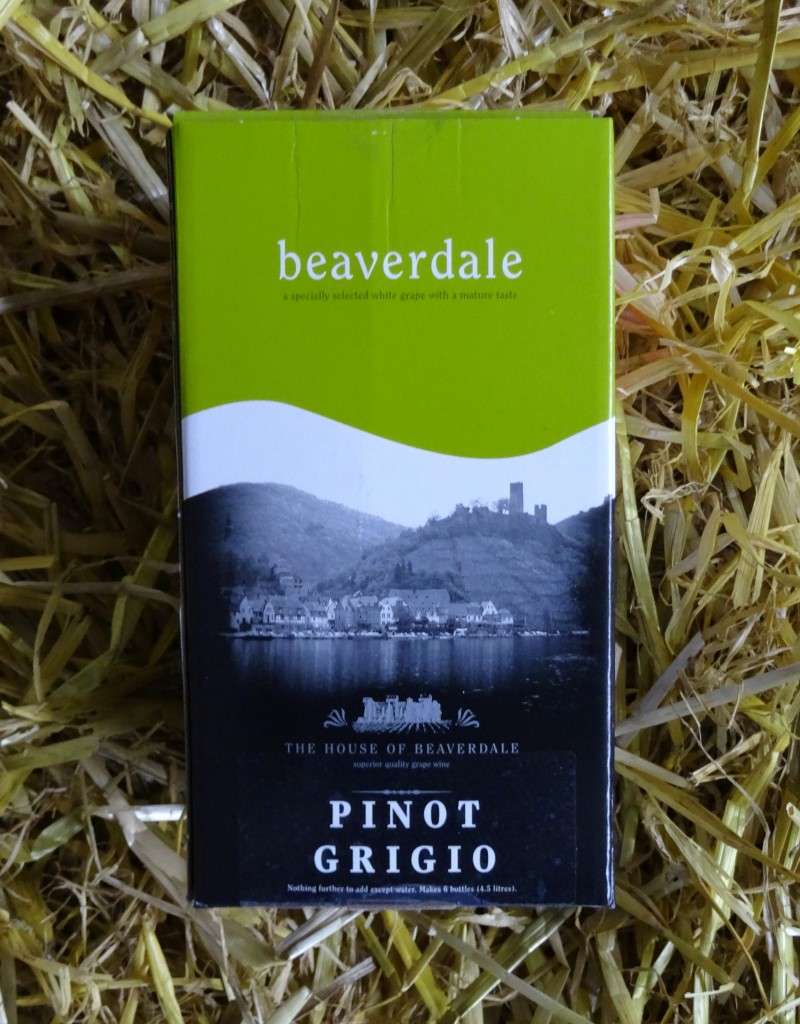 beaverdale
a specially selected white grape with a mature taste
THE HOUSE OF BEAVERDALE
superior quality grape wine
PINOT
GRIGIO
Nothing further to add except water. Makes 6 bottles (4.5 litres).